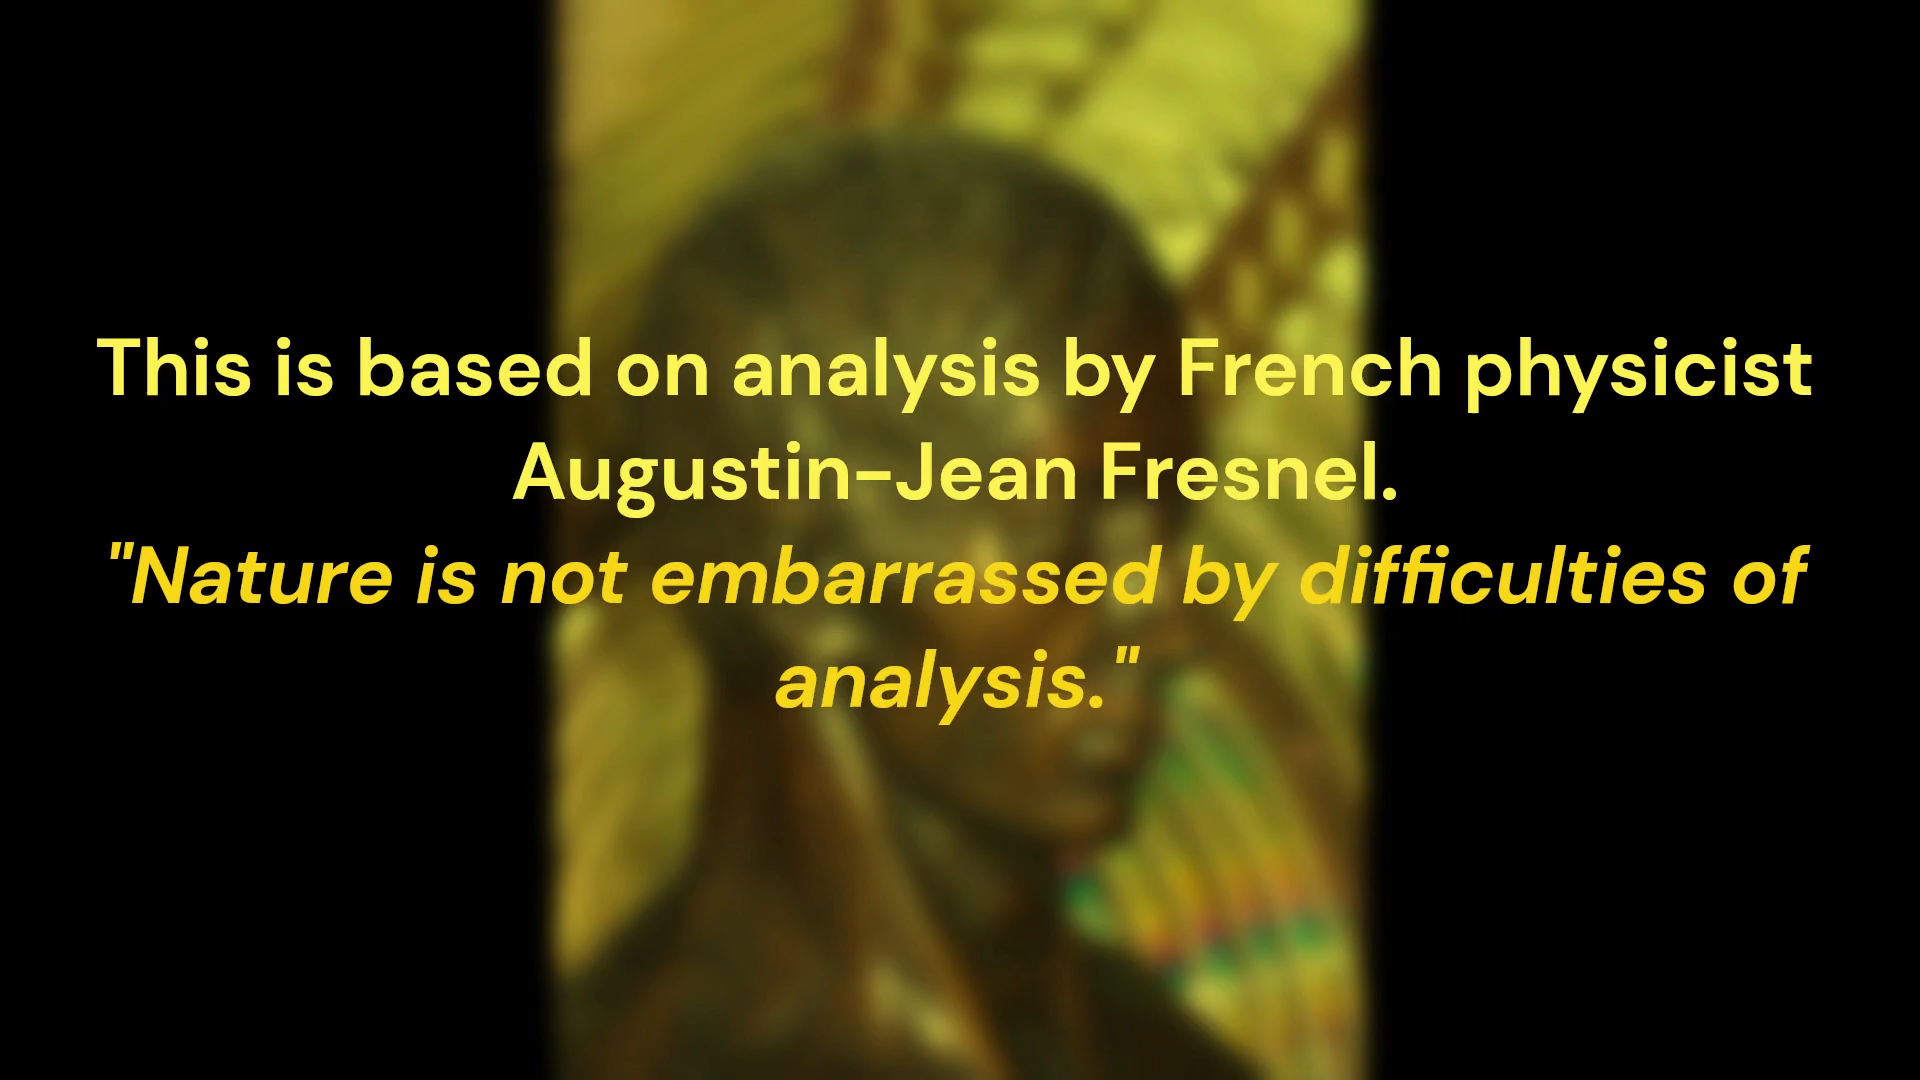 This is based on analysis by French physicist
Augustin-Jean Fresnel.
"Nature is not embarrassed by difficulties of
analysis."